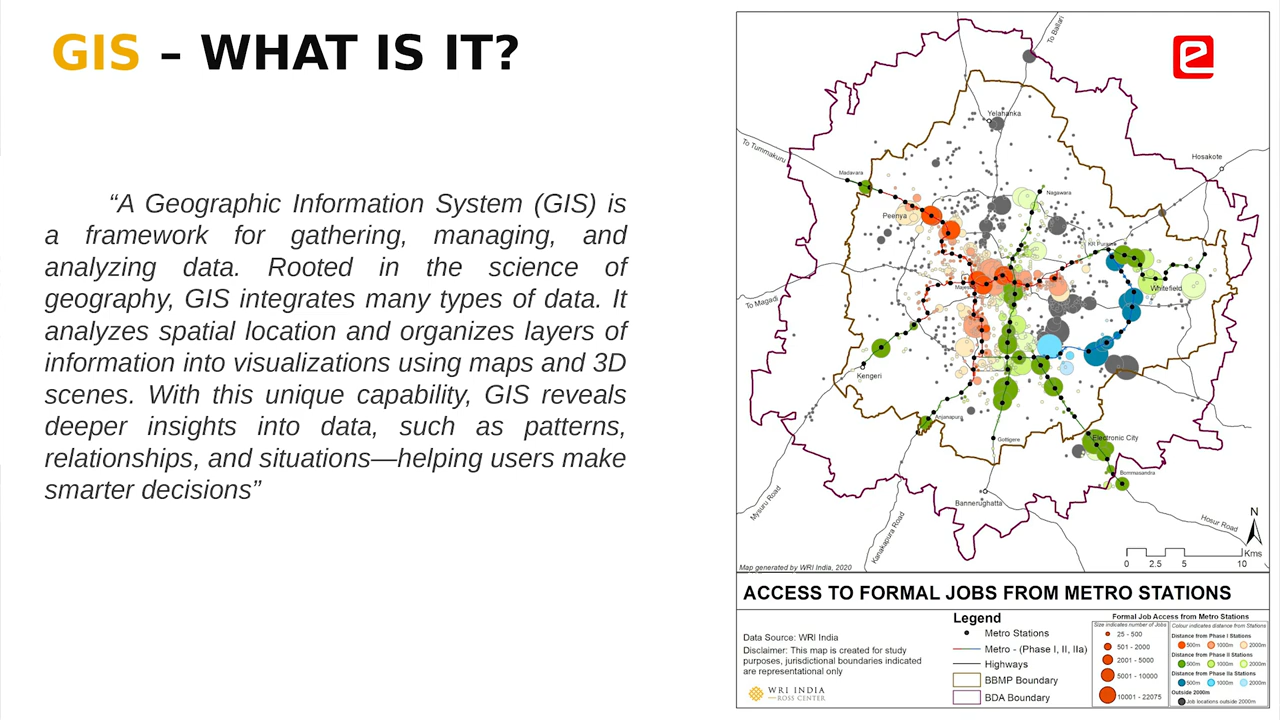 GIS – WHAT IS IT?
“A Geographic Information System (GIS) is
a framework for gathering, managing, and
analyzing data. Rooted in the science of
geography, GIS integrates many types of data. It
analyzes spatial location and organizes layers of
information into visualizations using maps and 3D
scenes. With this unique capability, GIS reveals
deeper insights into data, such as patterns,
relationships, and situations—helping users make
smarter decisions”
e
To Ballari
Yelahanka
To Tummakuru
Hosakote
Madavara
Nagawara
Peenya
KR Puram
Whitefield
To Magadi
Kengeri
Anjanapura
Gottigere
Electronic City
Bommasandra
Bannerughatta
Mysuru Road
Kanakapura Road
Hosur Road
N
Kms
0 2.5 5 10
Map generated by WRI India, 2020
ACCESS TO FORMAL JOBS FROM METRO STATIONS
Data Source: WRI India
Disclaimer: This map is created for study
purposes, jurisdictional boundaries indicated
are representational only
WRI INDIA
ROSS CENTER
Legend
Metro Stations
Metro - (Phase I, II, IIa)
Highways
BBMP Boundary
BDA Boundary
Formal Job Access from Metro Stations
Size indicates number of Jobs
25 - 500
501 - 2000
2001 - 5000
5001 - 10000
10001 - 22075
Colour indicates distance from Stations
Distance from Phase I Stations
500m 1000m 2000m
Distance from Phase II Stations
500m 1000m 2000m
Distance from Phase IIa Stations
500m 1000m 2000m
Outside 2000m
Job locations outside 2000m